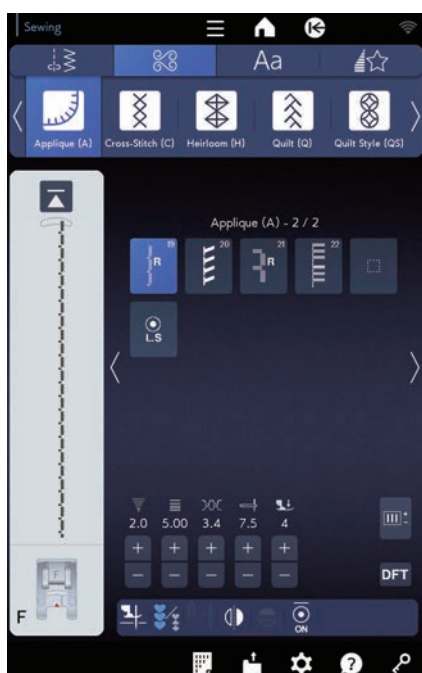 Sewing
Aa
Applique (A) Cross-Stitch (C) Heirloom (H) Quilt (Q) Quilt Style (QS)
Applique (A) - 2 / 2
19 20 21 22
R R
L.S
2.0 5.00 3.4 7.5 4
+ + + + +
− − − − −
DFT
F
ON
?